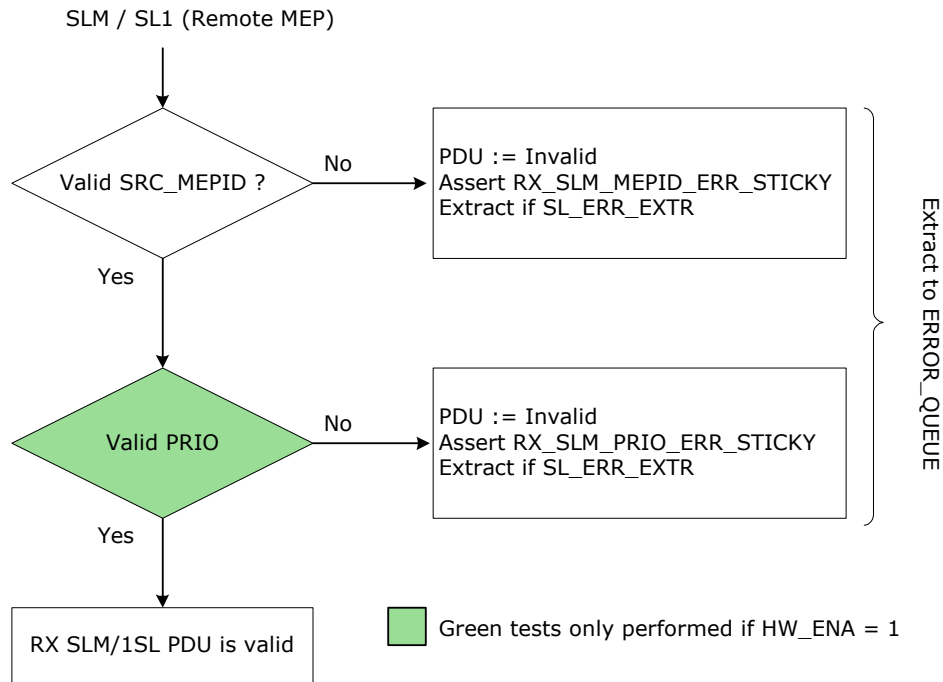 SLM / SL1 (Remote MEP)
Valid SRC_MEPID ?
No
PDU := Invalid
Assert RX_SLM_MEPID_ERR_STICKY
Extract if SL_ERR_EXTR
Yes
Extract to ERROR_QUEUE
Valid PRIO
No
PDU := Invalid
Assert RX_SLM_PRIO_ERR_STICKY
Extract if SL_ERR_EXTR
Yes
RX SLM/1SL PDU is valid
Green tests only performed if HW_ENA = 1